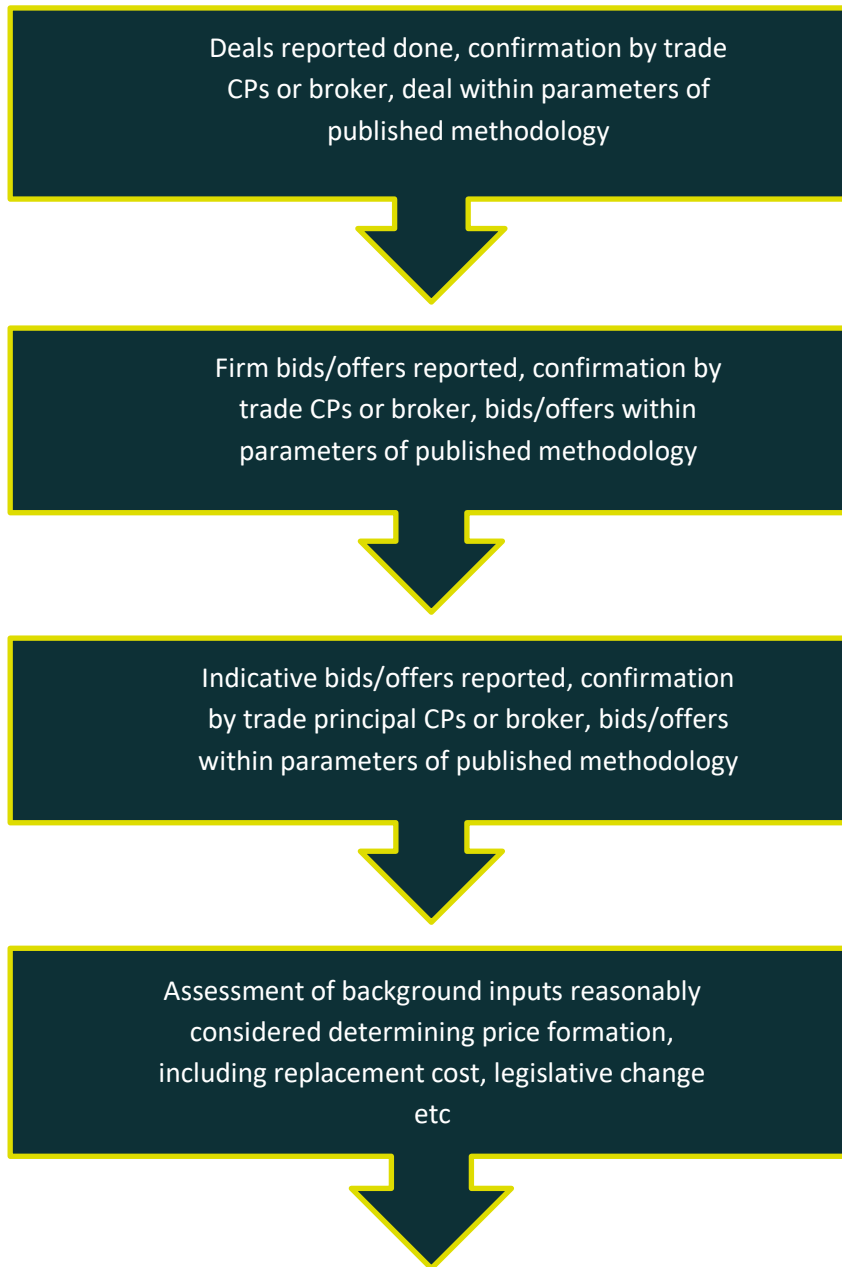 Deals reported done, confirmation by trade
CPs or broker, deal within parameters of
published methodology
Firm bids/offers reported, confirmation by
trade CPs or broker, bids/offers within
parameters of published methodology
Indicative bids/offers reported, confirmation
by trade principal CPs or broker, bids/offers
within parameters of published methodology
Assessment of background inputs reasonably
considered determining price formation,
including replacement cost, legislative change
etc